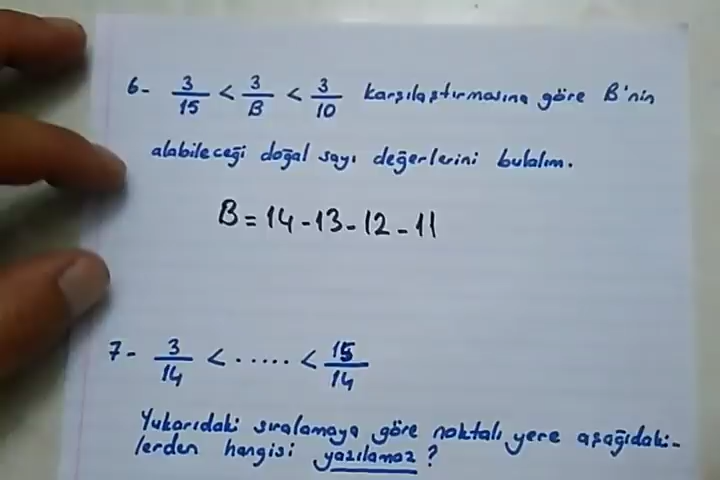 6- 3/15 < 3/B < 3/10 karşılaştırmasına göre B'nin
alabileceği doğal sayı değerlerini bulalım.
B = 14 - 13 - 12 - 11
7- 3/14 < ..... < 15/14
Yukarıdaki sıralamaya göre noktalı yere aşağıdaki-
lerden hangisi yazılamaz?